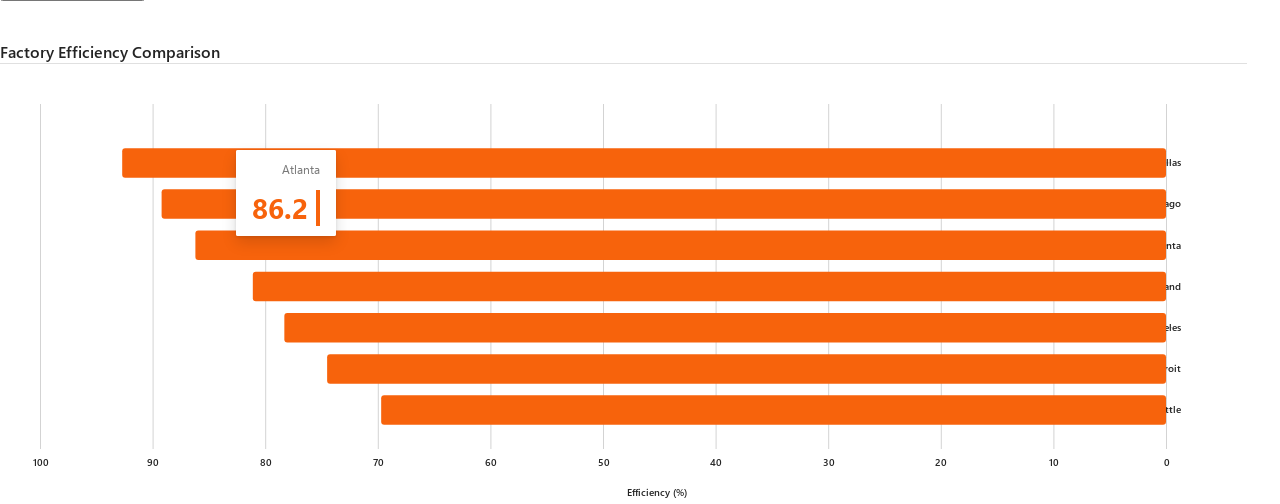 Factory Efficiency Comparison
Atlanta
86.2
llas
ago
nta
and
eles
roit
ttle
100 90 80 70 60 50 40 30 20 10 0
Efficiency (%)